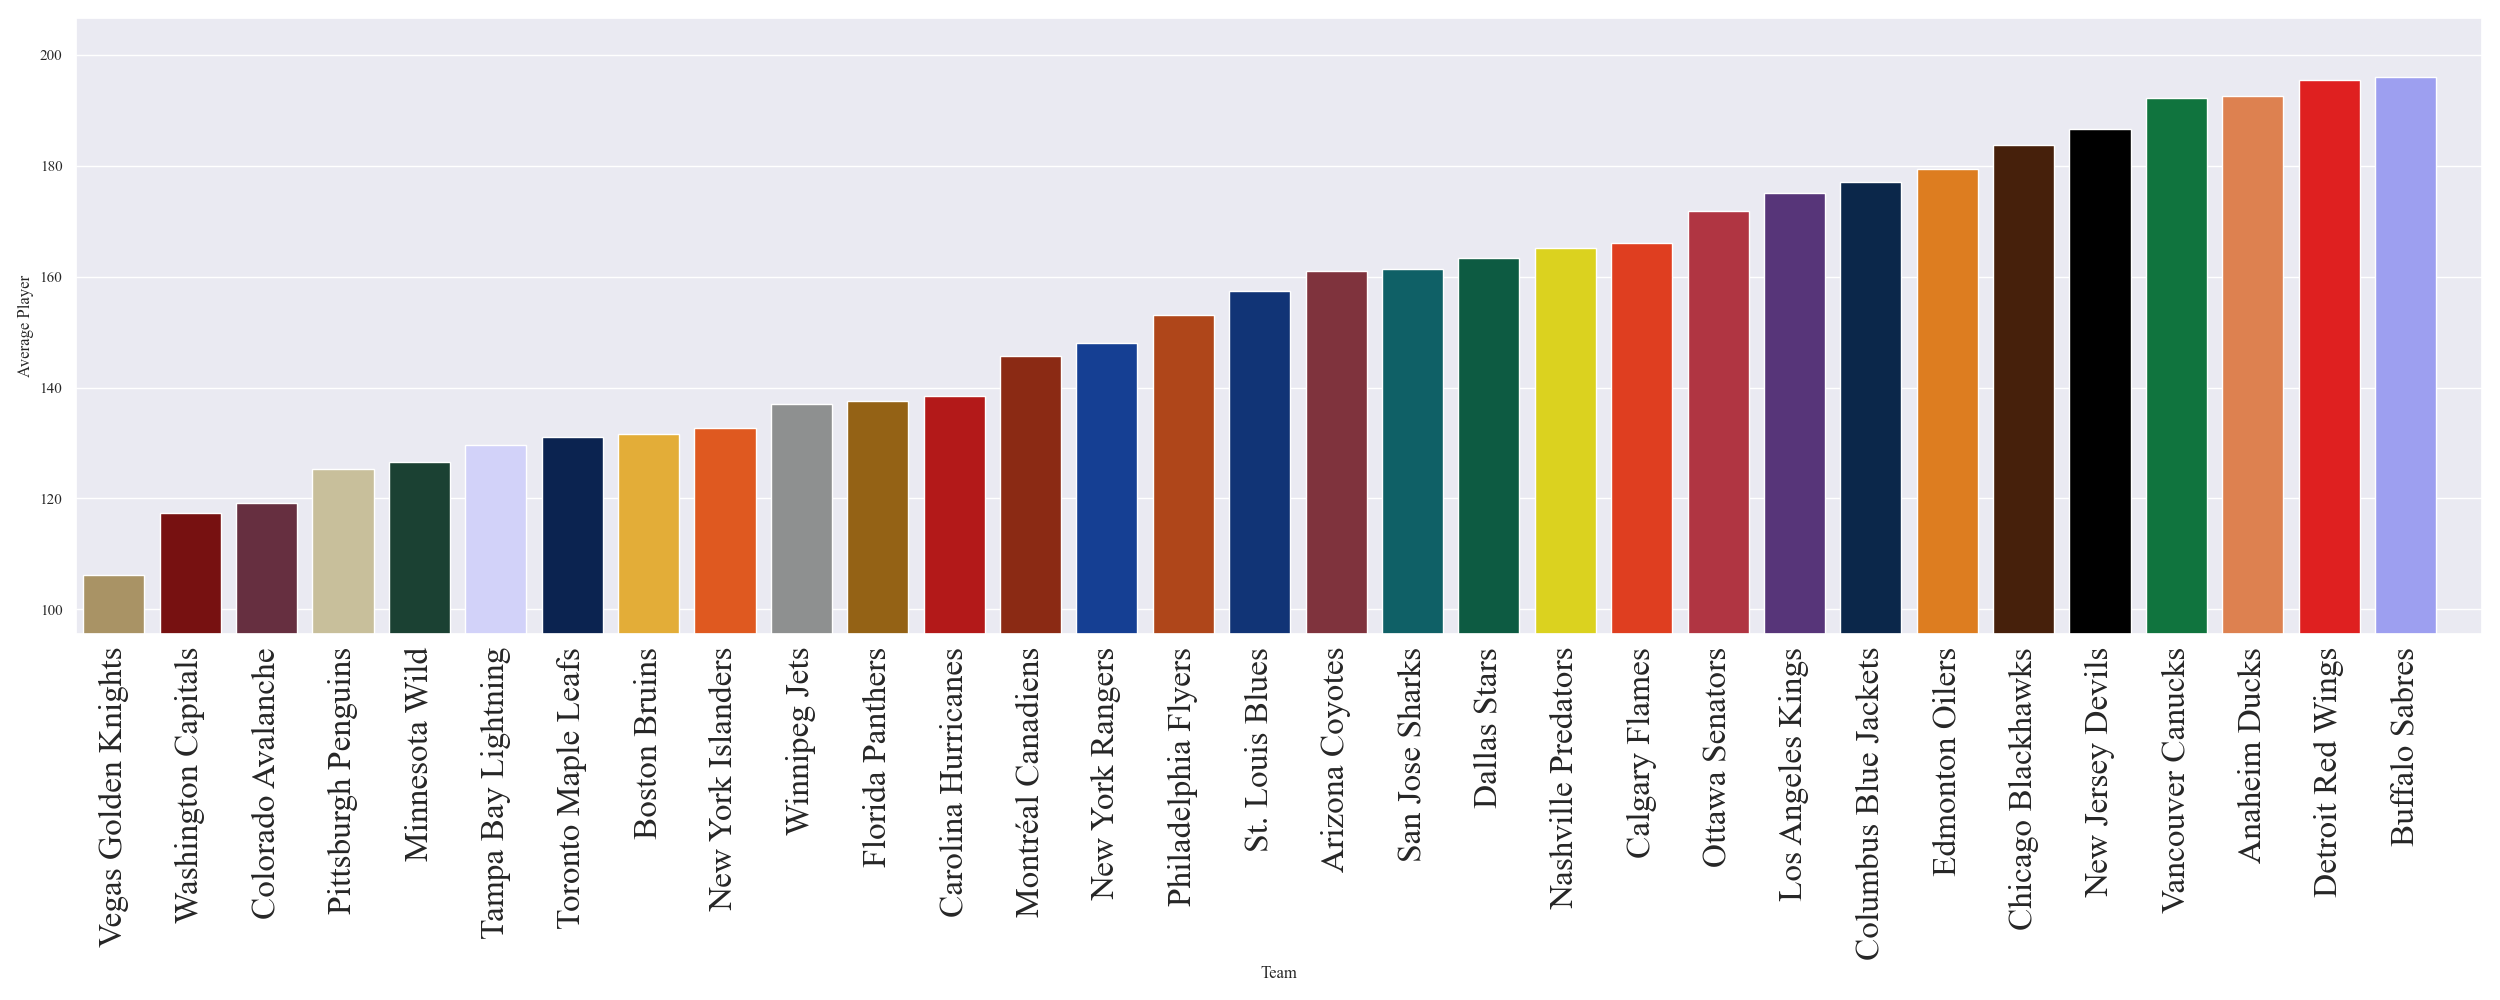 200
180
160
140
120
100
Average Player
Vegas Golden Knights
Washington Capitals
Colorado Avalanche
Pittsburgh Penguins
Minnesota Wild
Tampa Bay Lightning
Toronto Maple Leafs
Boston Bruins
New York Islanders
Winnipeg Jets
Florida Panthers
Carolina Hurricanes
Montréal Canadiens
New York Rangers
Philadelphia Flyers
St. Louis Blues
Arizona Coyotes
San Jose Sharks
Dallas Stars
Nashville Predators
Calgary Flames
Ottawa Senators
Los Angeles Kings
Columbus Blue Jackets
Edmonton Oilers
Chicago Blackhawks
New Jersey Devils
Vancouver Canucks
Anaheim Ducks
Detroit Red Wings
Buffalo Sabres
Team